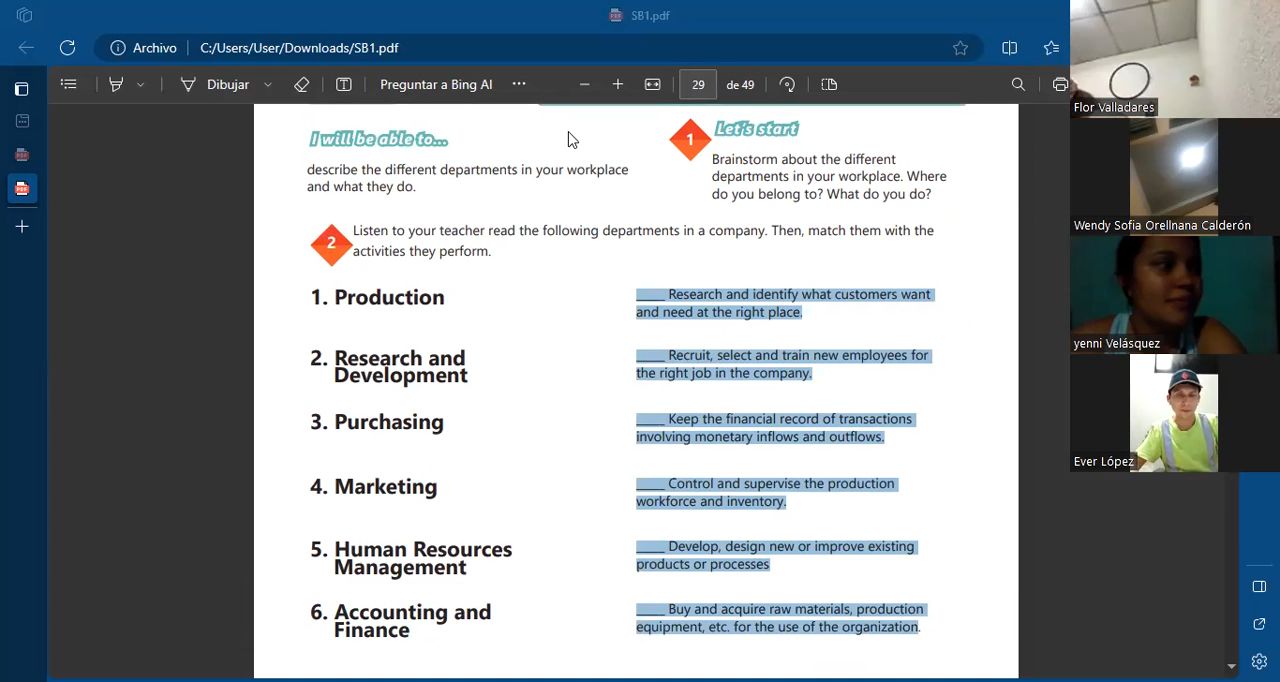 SB1.pdf
Archivo
C:/Users/User/Downloads/SB1.pdf
Dibujar
Preguntar a Bing AI
29
de 49
I will be able to...
describe the different departments in your workplace
and what they do.
1
Let's start
Brainstorm about the different
departments in your workplace. Where
do you belong to? What do you do?
2
Listen to your teacher read the following departments in a company. Then, match them with the
activities they perform.
1. Production
____ Research and identify what customers want
and need at the right place.
2. Research and
Development
____ Recruit, select and train new employees for
the right job in the company.
3. Purchasing
____ Keep the financial record of transactions
involving monetary inflows and outflows.
4. Marketing
____ Control and supervise the production
workforce and inventory.
5. Human Resources
Management
____ Develop, design new or improve existing
products or processes
6. Accounting and
Finance
____ Buy and acquire raw materials, production
equipment, etc. for the use of the organization.
Flor Valladares
Wendy Sofía Orellnana Calderón
yenni Velásquez
Ever López